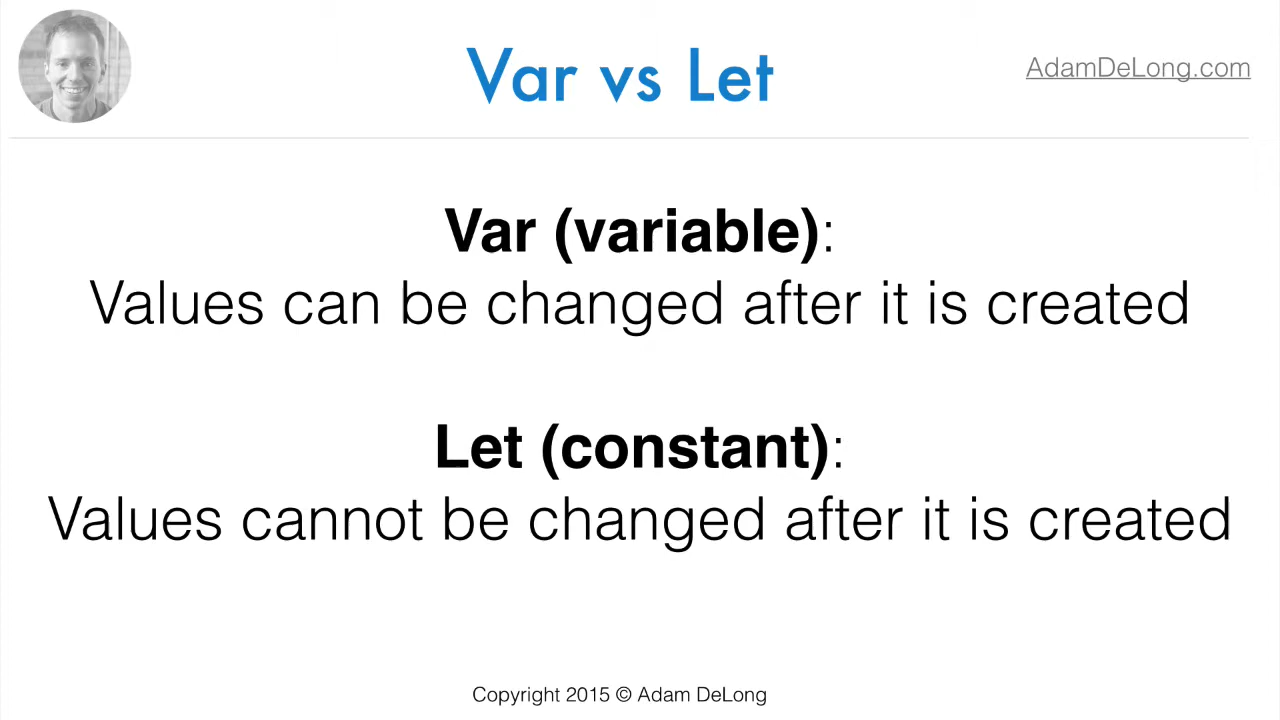 Var vs Let
AdamDeLong.com
Var (variable):
Values can be changed after it is created
Let (constant):
Values cannot be changed after it is created
Copyright 2015 © Adam DeLong